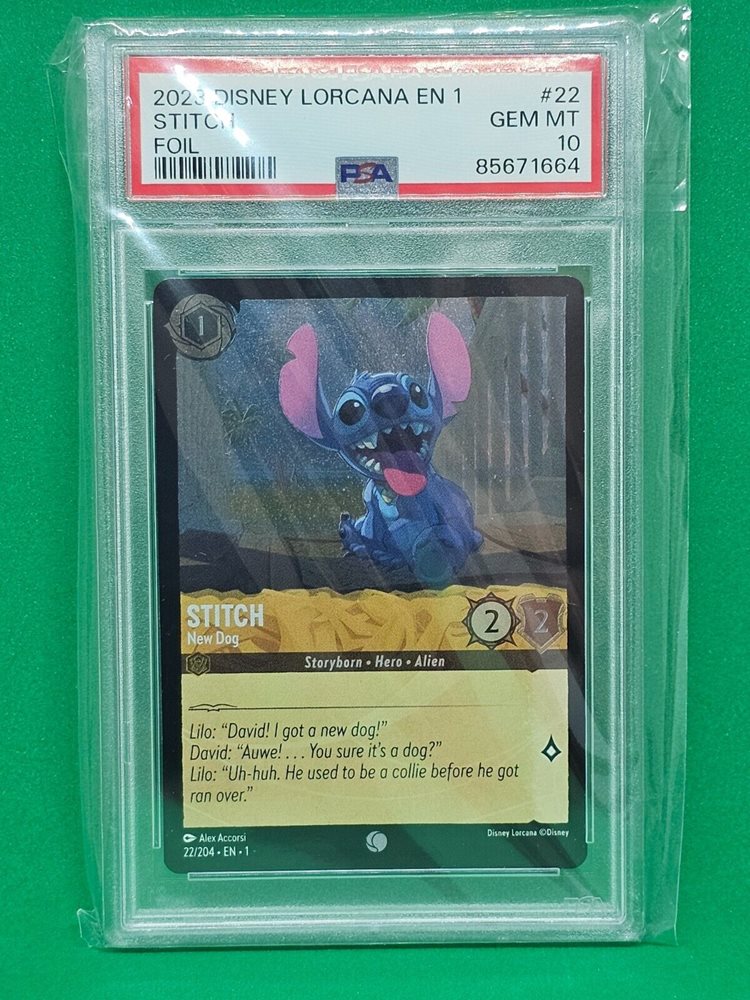 2023 DISNEY LORCANA EN 1 #22
STITCH GEM MT
FOIL 10
PSA 85671664
1
STITCH
New Dog
2 2
Storyborn • Hero • Alien
Lilo: “David! I got a new dog!”
David: “Auwe! . . . You sure it’s a dog?”
Lilo: “Uh-huh. He used to be a collie before he got
ran over.”
Alex Accorsi
22/204 • EN • 1
Disney Lorcana ©Disney